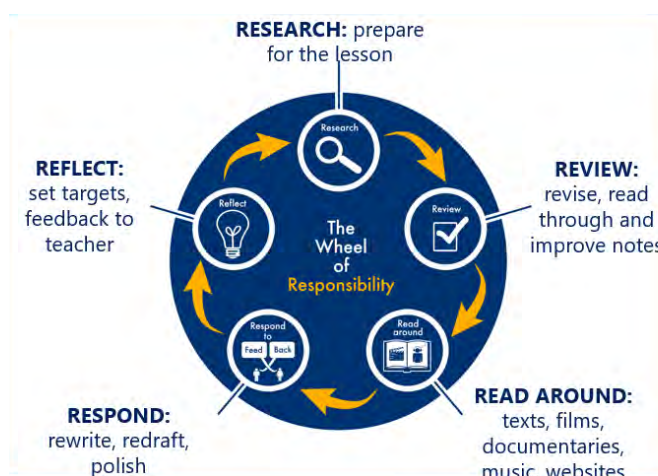 RESEARCH: prepare
for the lesson
Research
REVIEW:
revise, read
through and
improve notes
Review
READ AROUND:
texts, films,
documentaries,
music, websites
Read
around
RESPOND:
rewrite, redraft,
polish
Respond
to
Feed Back
REFLECT:
set targets,
feedback to
teacher
Reflect
The
Wheel
of
Responsibility